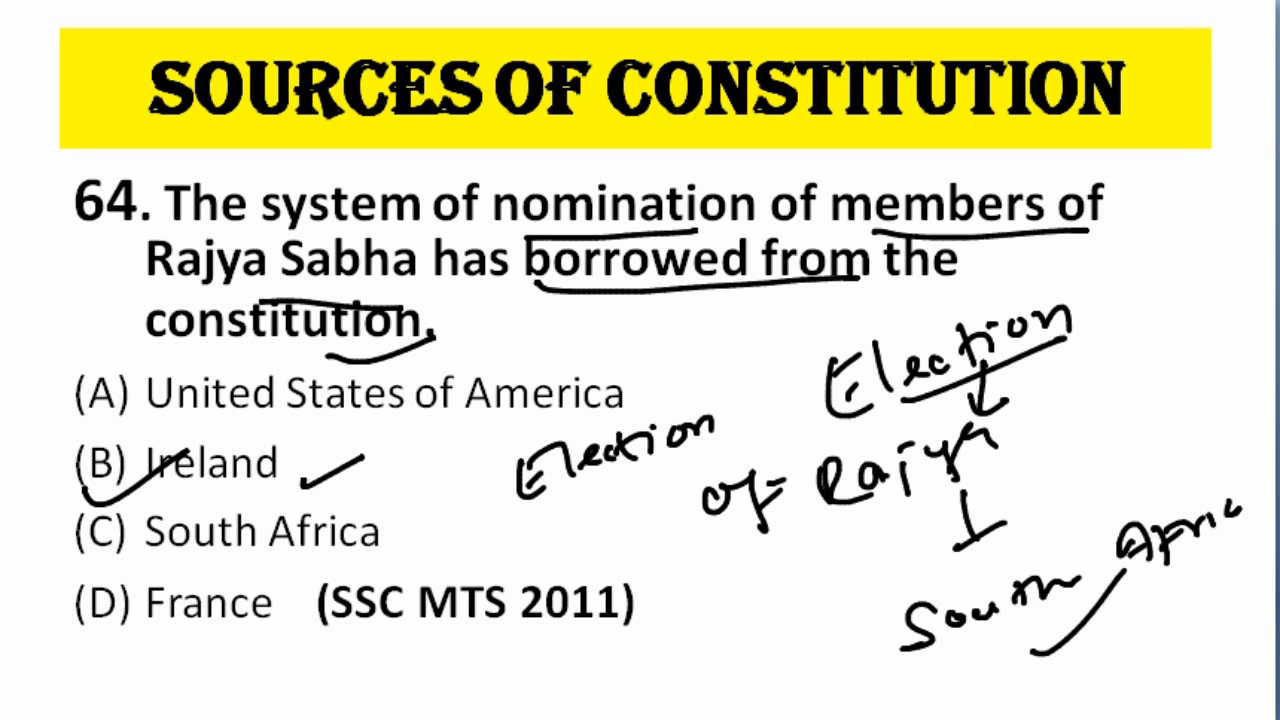 SOURCES OF CONSTITUTION
64. The system of nomination of members of
Rajya Sabha has borrowed from the
constitution.
(A) United States of America
(B) Ireland
(C) South Africa
(D) France (SSC MTS 2011)
Election
Election
of Rajya
South Afric